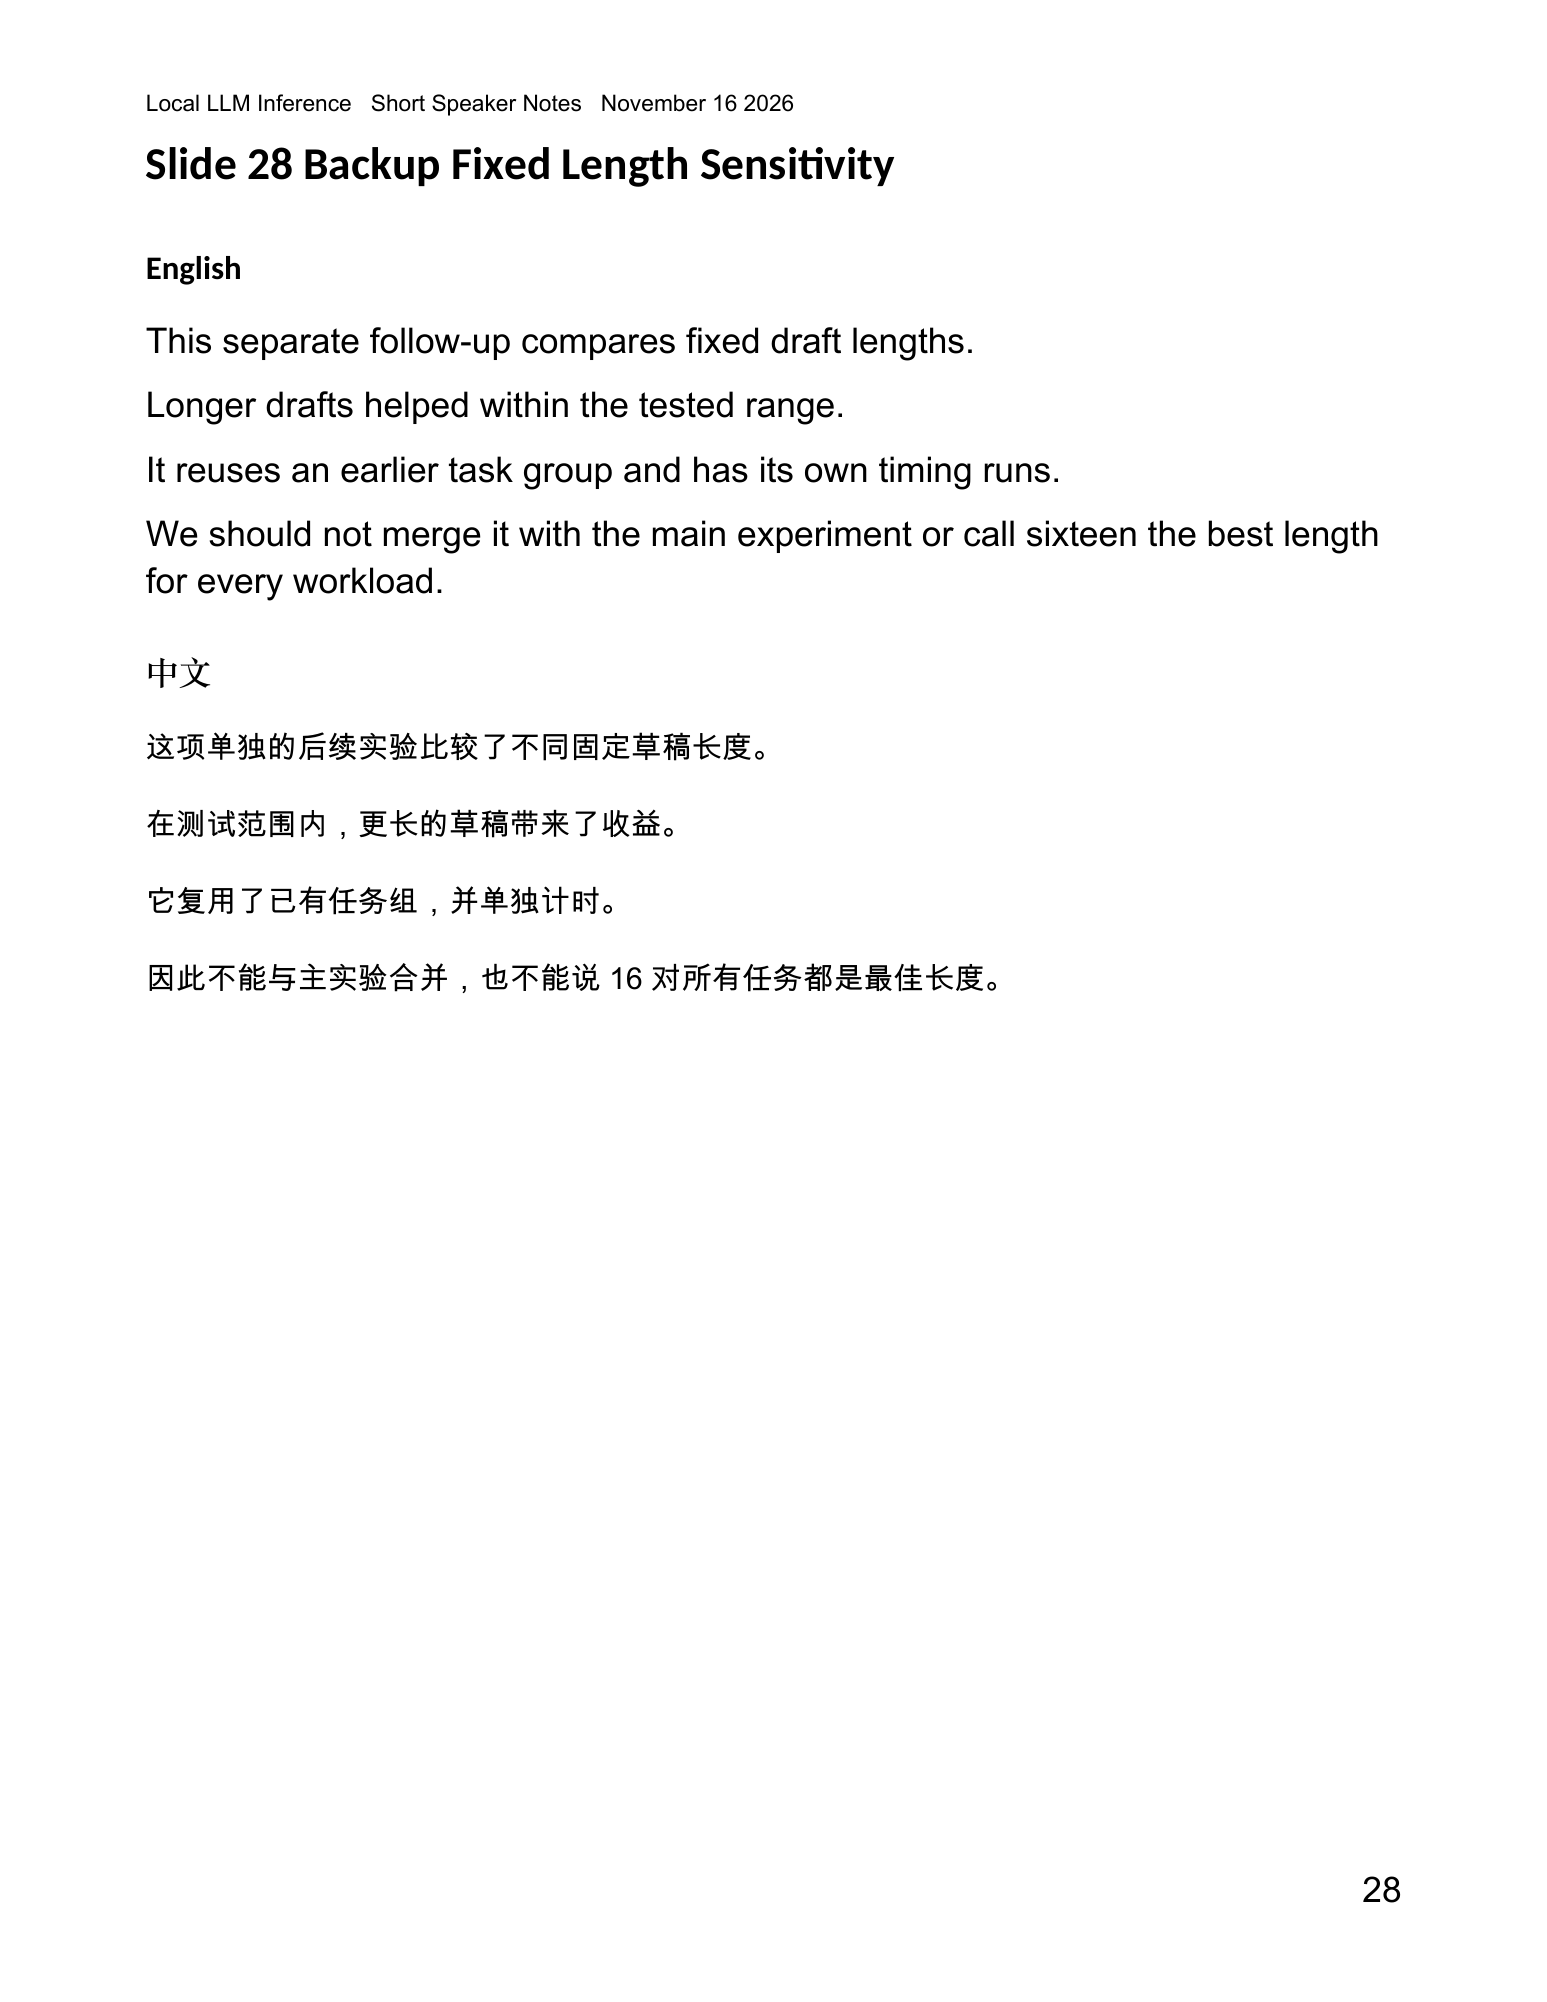 Local LLM Inference   Short Speaker Notes   November 16 2026
Slide 28 Backup Fixed Length Sensitivity
English
This separate follow-up compares fixed draft lengths.
Longer drafts helped within the tested range.
It reuses an earlier task group and has its own timing runs.
We should not merge it with the main experiment or call sixteen the best length
for every workload.
中文
这项单独的后续实验比较了不同固定草稿长度。
在测试范围内，更长的草稿带来了收益。
它复用了已有任务组，并单独计时。
因此不能与主实验合并，也不能说 16 对所有任务都是最佳长度。
28